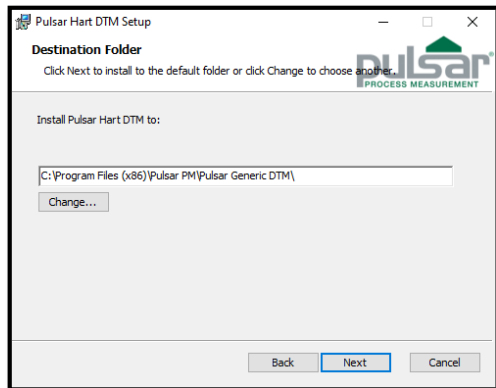 Pulsar Hart DTM Setup
Destination Folder
Click Next to install to the default folder or click Change to choose another.
pulsar®
PROCESS MEASUREMENT
Install Pulsar Hart DTM to:
C:\Program Files (x86)\Pulsar PM\Pulsar Generic DTM\
Change...
Back Next Cancel